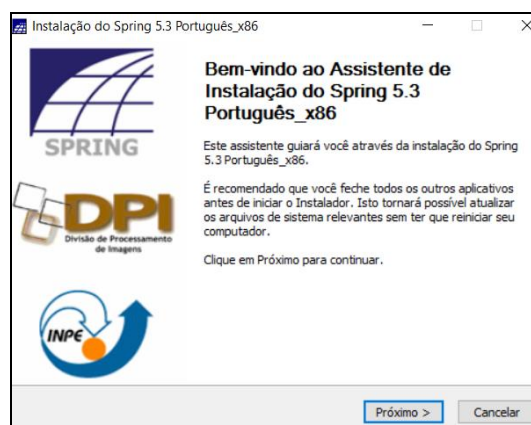 Instalação do Spring 5.3 Português_x86
Bem-vindo ao Assistente de
Instalação do Spring 5.3
Português_x86
SPRING
Este assistente guiará você através da instalação do Spring
5.3 Português_x86.
É recomendado que você feche todos os outros aplicativos
antes de iniciar o Instalador. Isto tornará possível atualizar
os arquivos de sistema relevantes sem ter que reiniciar seu
computador.
DPI
Divisão de Processamento
de Imagens
Clique em Próximo para continuar.
INPE
Próximo >
Cancelar